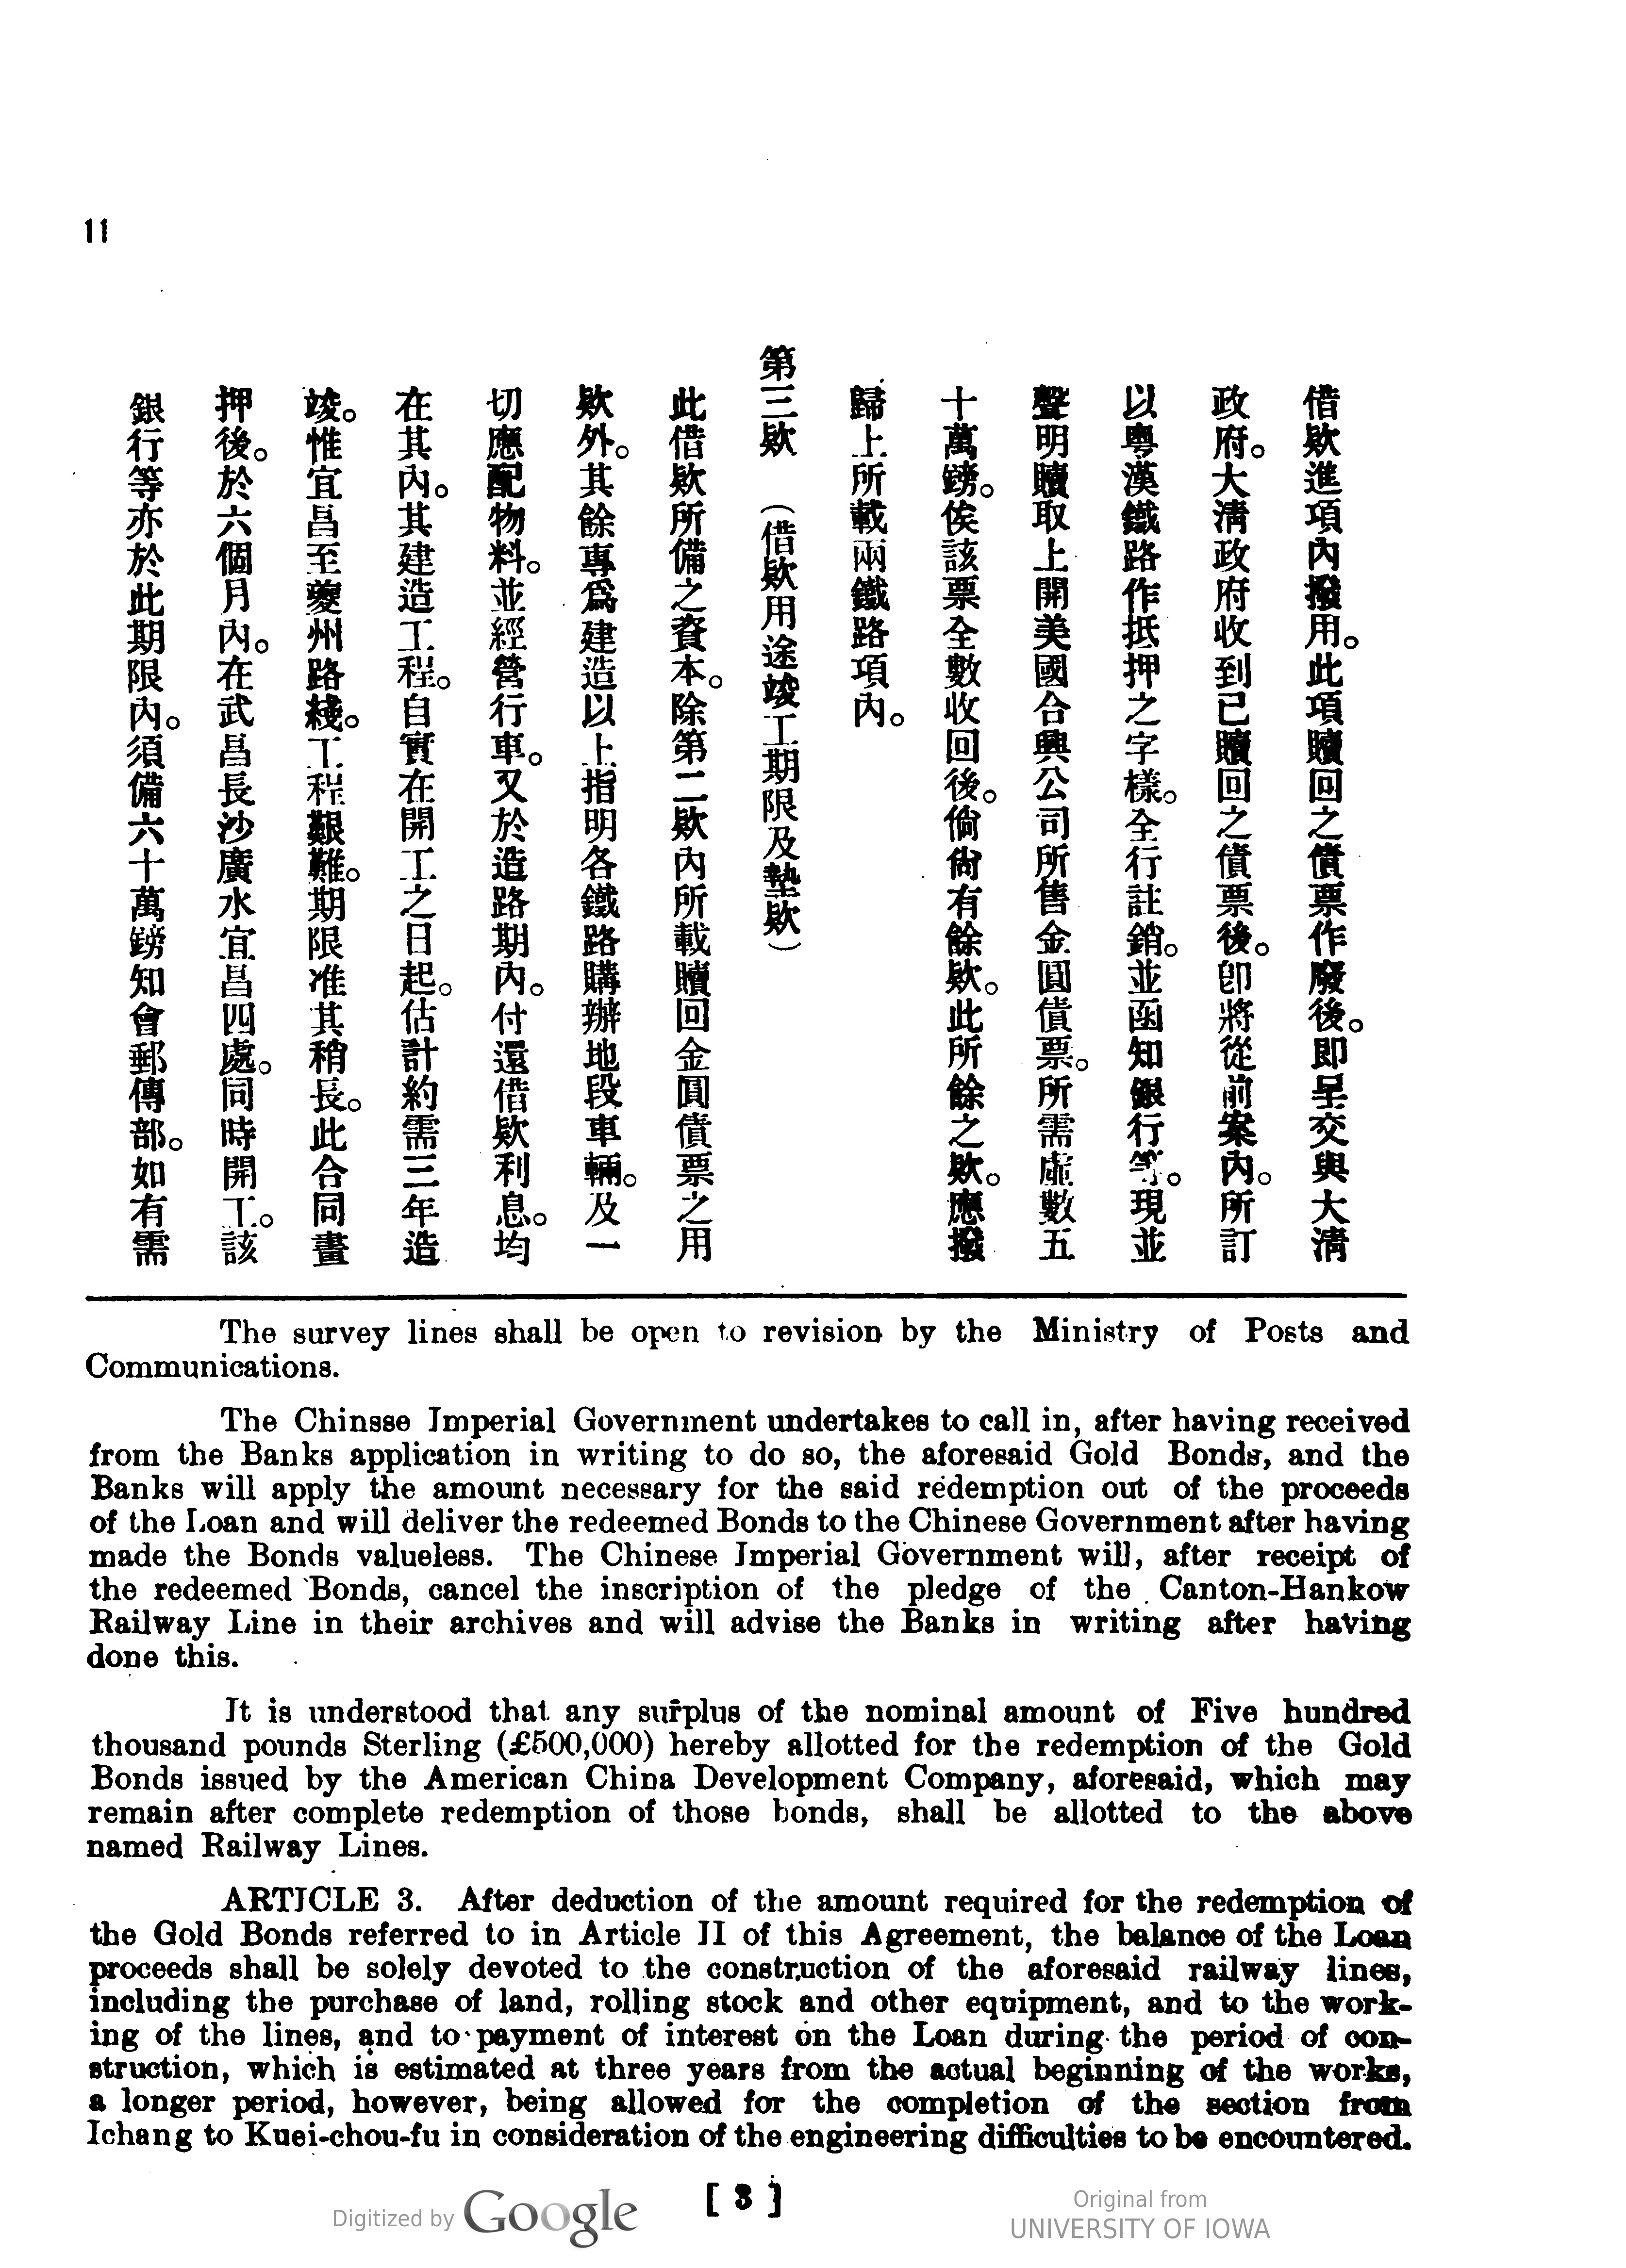 11
借欵進項內撥用。此項贖回之債票作廢後。即呈交與大淸
政府。大淸政府收到已贖回之債票後。卽將從前案內。所訂
以粤漢鐵路作抵押之字樣。全行註銷。並函知銀行等。現並
聲明贖取上開美國合興公司所售金圓債票。所需虛數五
十萬鎊。俟該票全數收回後。倘尙有餘欵。此所餘之欵。應撥
歸上所載兩鐵路項內。
第三欵 （借欵用途竣工期限及墊欵）
此借欵所備之資本。除第二欵內所載贖回金圓債票之用
欵外。其餘專爲建造以上指明各鐵路購辦地段車輛。及一
切應配物料。並經營行車。又於造路期內。付還借欵利息。均
在其內。其建造工程。自實在開工之日起。估計約需三年造
竣。惟宜昌至夔州路綫。工程艱難。期限准其稍長。此合同畫
押後。於六個月內。在武昌長沙廣水宜昌四處。同時開工。該
銀行等亦於此期限內。須備六十萬鎊知會郵傳部。如有需
The survey lines shall be open to revision by the Ministry of Posts and
Communications.
The Chinsse Imperial Government undertakes to call in, after having received
from the Banks application in writing to do so, the aforesaid Gold Bonds, and the
Banks will apply the amount necessary for the said redemption out of the proceeds
of the Loan and will deliver the redeemed Bonds to the Chinese Government after having
made the Bonds valueless. The Chinese Imperial Government will, after receipt of
the redeemed Bonds, cancel the inscription of the pledge of the Canton-Hankow
Railway Line in their archives and will advise the Banks in writing after having
done this.
It is understood that any surplus of the nominal amount of Five hundred
thousand pounds Sterling (£500,000) hereby allotted for the redemption of the Gold
Bonds issued by the American China Development Company, aforesaid, which may
remain after complete redemption of those bonds, shall be allotted to the above
named Railway Lines.
ARTICLE 3. After deduction of the amount required for the redemption of
the Gold Bonds referred to in Article II of this Agreement, the balance of the Loan
proceeds shall be solely devoted to the construction of the aforesaid railway lines,
including the purchase of land, rolling stock and other equipment, and to the work-
ing of the lines, and to payment of interest on the Loan during the period of con-
struction, which is estimated at three years from the actual beginning of the works,
a longer period, however, being allowed for the completion of the section from
Ichang to Kuei-chou-fu in consideration of the engineering difficulties to be encountered.
[ 3 ]
Digitized by Google
Original from
UNIVERSITY OF IOWA